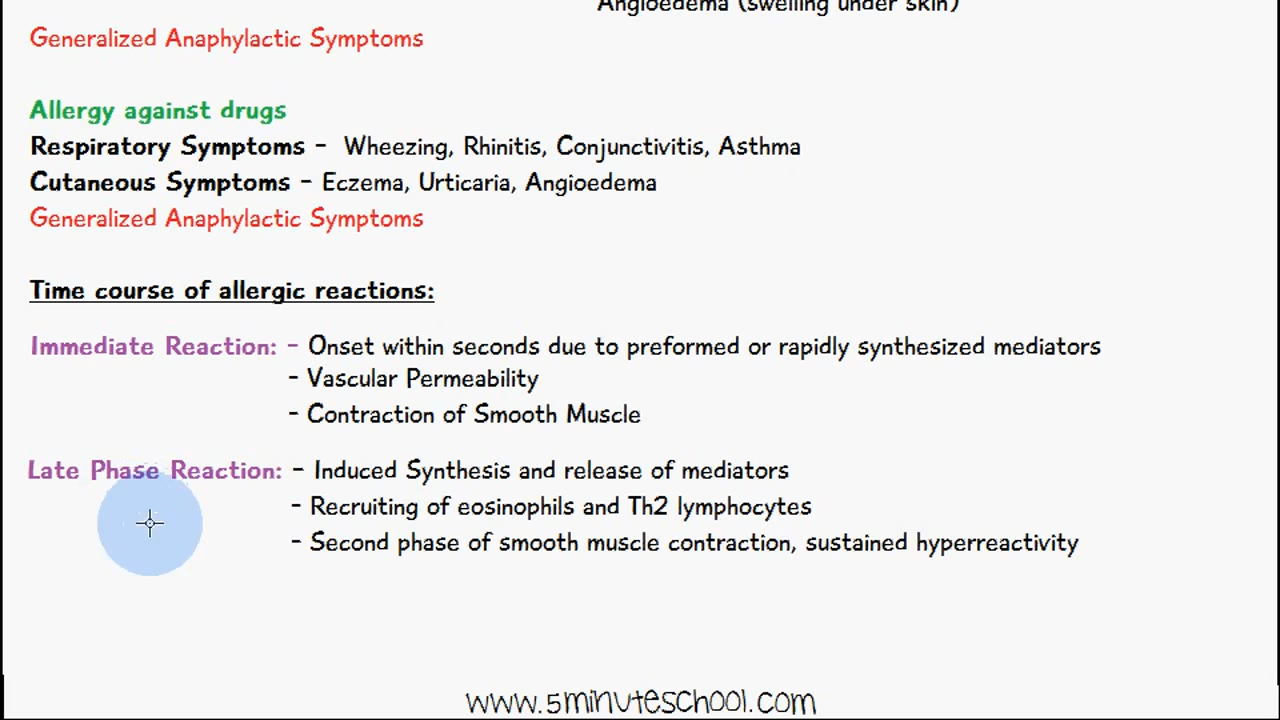 Angioedema (swelling under skin)
Generalized Anaphylactic Symptoms
Allergy against drugs
Respiratory Symptoms - Wheezing, Rhinitis, Conjunctivitis, Asthma
Cutaneous Symptoms - Eczema, Urticaria, Angioedema
Generalized Anaphylactic Symptoms
Time course of allergic reactions:
Immediate Reaction: - Onset within seconds due to preformed or rapidly synthesized mediators
- Vascular Permeability
- Contraction of Smooth Muscle
Late Phase Reaction: - Induced Synthesis and release of mediators
- Recruiting of eosinophils and Th2 lymphocytes
- Second phase of smooth muscle contraction, sustained hyperreactivity
www.5minuteschool.com